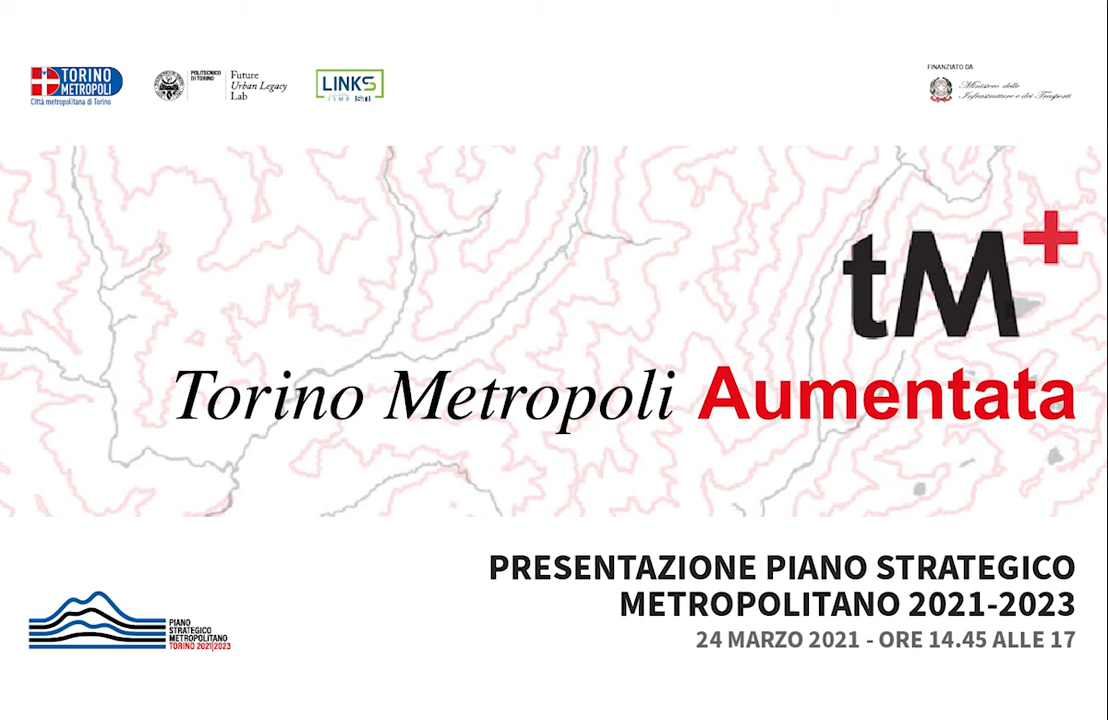 TORINO
METROPOLI
Città metropolitana di Torino
POLITECNICO
DI TORINO
Future
Urban Legacy
Lab
LINKS
FINANZIATO DA:
Ministero delle
Infrastrutture e dei Trasporti
tM+
Torino Metropoli Aumentata
PRESENTAZIONE PIANO STRATEGICO
METROPOLITANO 2021-2023
24 MARZO 2021 - ORE 14.45 ALLE 17
PIANO
STRATEGICO
METROPOLITANO
TORINO 2021|2023